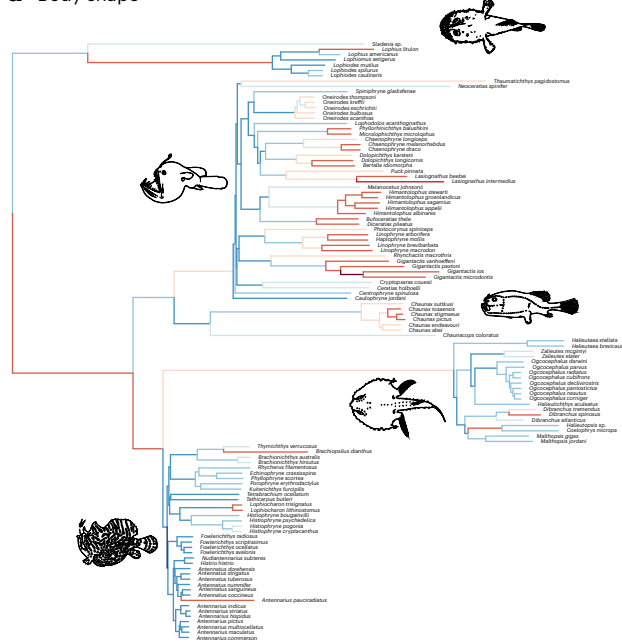 Body shape
Sladenia sp.
Lophius litulon
Lophius americanus
Lophiomus setigerus
Lophiodes mutilus
Lophiodes spilurus
Lophiodes caulinaris
Thaumatichthys pagidostomus
Neoceratias spinifer
Spiniphryne gladisfenae
Oneirodes thompsoni
Oneirodes kreffti
Oneirodes eschrichtii
Oneirodes bulbosus
Oneirodes acanthias
Lophodolos acanthognathus
Phyllorhinichthys balushkini
Microlophichthys microlophus
Chaenophryne longiceps
Chaenophryne melanorhabdus
Chaenophryne draco
Dolopichthys karsteni
Dolopichthys longicornis
Bertella idiomorpha
Puck pinnata
Lasiognathus beebei
Lasiognathus intermedius
Melanocetus johnsonii
Himantolophus stewarti
Himantolophus groenlandicus
Himantolophus sagamius
Himantolophus appelii
Himantolophus albinares
Bufoceratias thele
Diceratias pileatus
Photocorynus spiniceps
Linophryne arborifera
Haplophryne mollis
Linophryne brevibarbata
Linophryne macrodon
Rhynchactis macrothrix
Gigantactis vanhoeffeni
Gigantactis paxtoni
Gigantactis ios
Gigantactis microdontis
Cryptopsaras couesii
Ceratias holboelli
Centrophryne spinulosa
Caulophryne jordani
Chaunax suttkusi
Chaunax tosaensis
Chaunax stigmaeus
Chaunax pictus
Chaunax endeavouri
Chaunax abei
Chaunacops coloratus
Halieutaea stellata
Halieutaea brevicauda
Zalieutes mcgintyi
Zalieutes elater
Ogcocephalus darwini
Ogcocephalus parvus
Ogcocephalus radiatus
Ogcocephalus cubifrons
Ogcocephalus declivirostris
Ogcocephalus pantostictus
Ogcocephalus nasutus
Ogcocephalus corniger
Halieutichthys aculeatus
Dibranchus tremendus
Dibranchus spinosus
Dibranchus atlanticus
Halieutopsis sp.
Coelophrys micropa
Malthopsis gigas
Malthopsis jordani
Thymichthys verrucosus
Brachiopsilus dianthus
Brachionichthys australis
Brachionichthys hirsutus
Rhycherus filamentosus
Echinophryne crassispina
Phyllophryne scortea
Porophryne erythrodactylus
Kuiterichthys furcipilis
Tetrabrachium ocellatum
Tathicarpus butleri
Lophiocharon trisignatus
Lophiocharon lithinostomus
Histiophryne bougainvilli
Histiophryne psychedelica
Histiophryne pogonia
Histiophryne cryptacanthus
Fowlerichthys radiosus
Fowlerichthys scriptissimus
Fowlerichthys ocellatus
Fowlerichthys avalonis
Nudiantennarius subteres
Histrio histrio
Antennatus dorehensis
Antennatus strigatus
Antennatus tuberosus
Antennatus nummifer
Antennatus sanguineus
Antennatus coccineus
Antennarius pauciradiatus
Antennarius indicus
Antennarius striatus
Antennarius hispidus
Antennarius pictus
Antennarius multiocellatus
Antennarius maculatus
Antennarius commerson